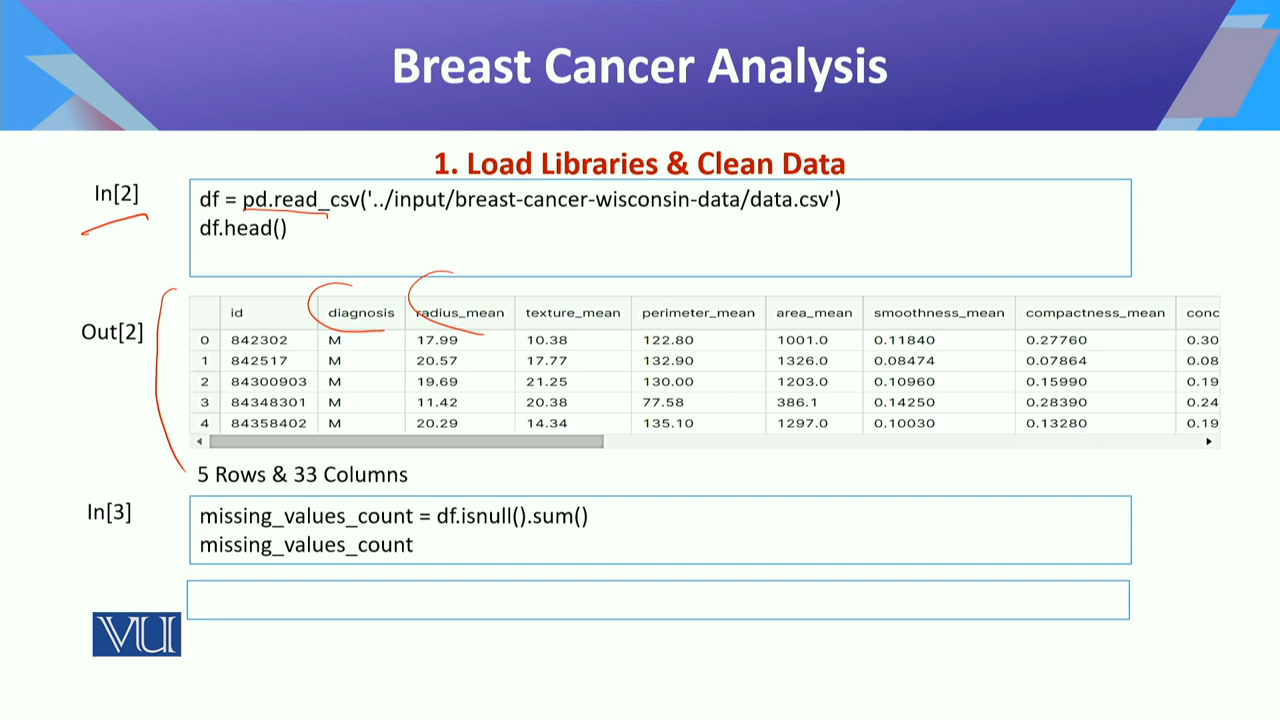 Breast Cancer Analysis
1. Load Libraries & Clean Data
In[2]
df = pd.read_csv('../input/breast-cancer-wisconsin-data/data.csv')
df.head()
Out[2]
id diagnosis radius_mean texture_mean perimeter_mean area_mean smoothness_mean compactness_mean conc
0 842302 M 17.99 10.38 122.80 1001.0 0.11840 0.27760 0.30
1 842517 M 20.57 17.77 132.90 1326.0 0.08474 0.07864 0.08
2 84300903 M 19.69 21.25 130.00 1203.0 0.10960 0.15990 0.19
3 84348301 M 11.42 20.38 77.58 386.1 0.14250 0.28390 0.24
4 84358402 M 20.29 14.34 135.10 1297.0 0.10030 0.13280 0.19
5 Rows & 33 Columns
In[3]
missing_values_count = df.isnull().sum()
missing_values_count
VU